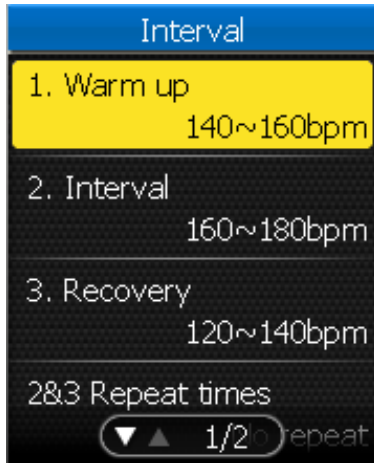 Interval
1. Warm up
140~160bpm
2. Interval
160~180bpm
3. Recovery
120~140bpm
2&3 Repeat times
1/2 repeat